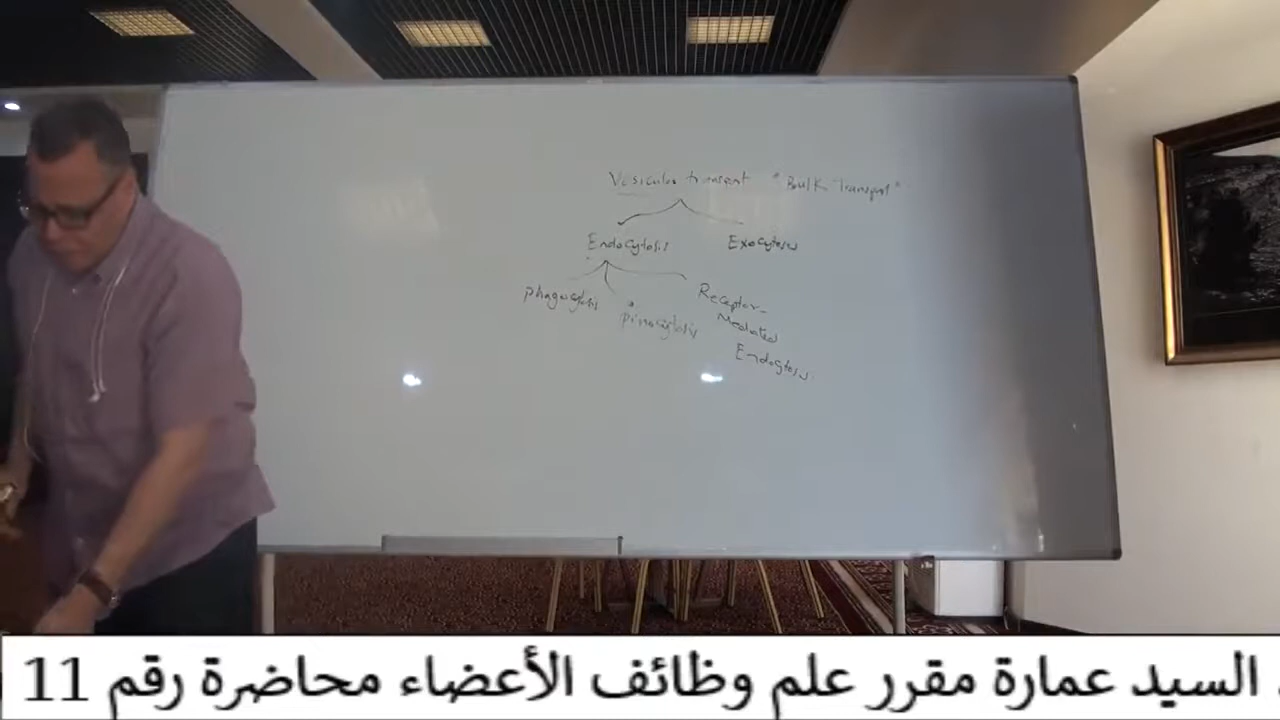 Vesicular transport "Bulk Transport"
Endocytosis Exocytosis
phagocytosis pinocytosis Receptor-
Mediated
Endocytosis
السيد عمارة مقرر علم وظائف الأعضاء محاضرة رقم 11